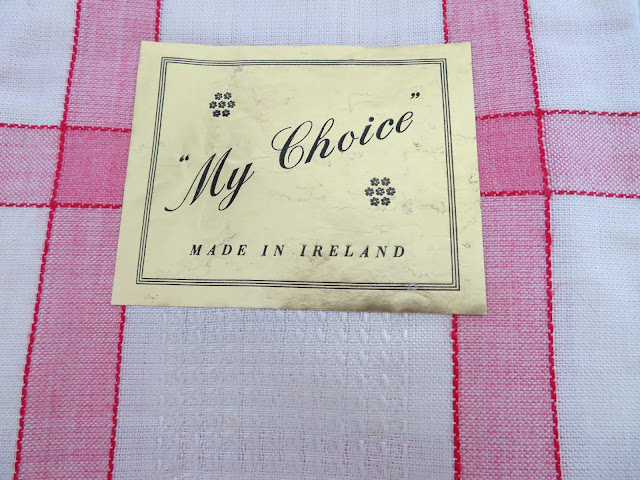 "My Choice"
MADE IN IRELAND